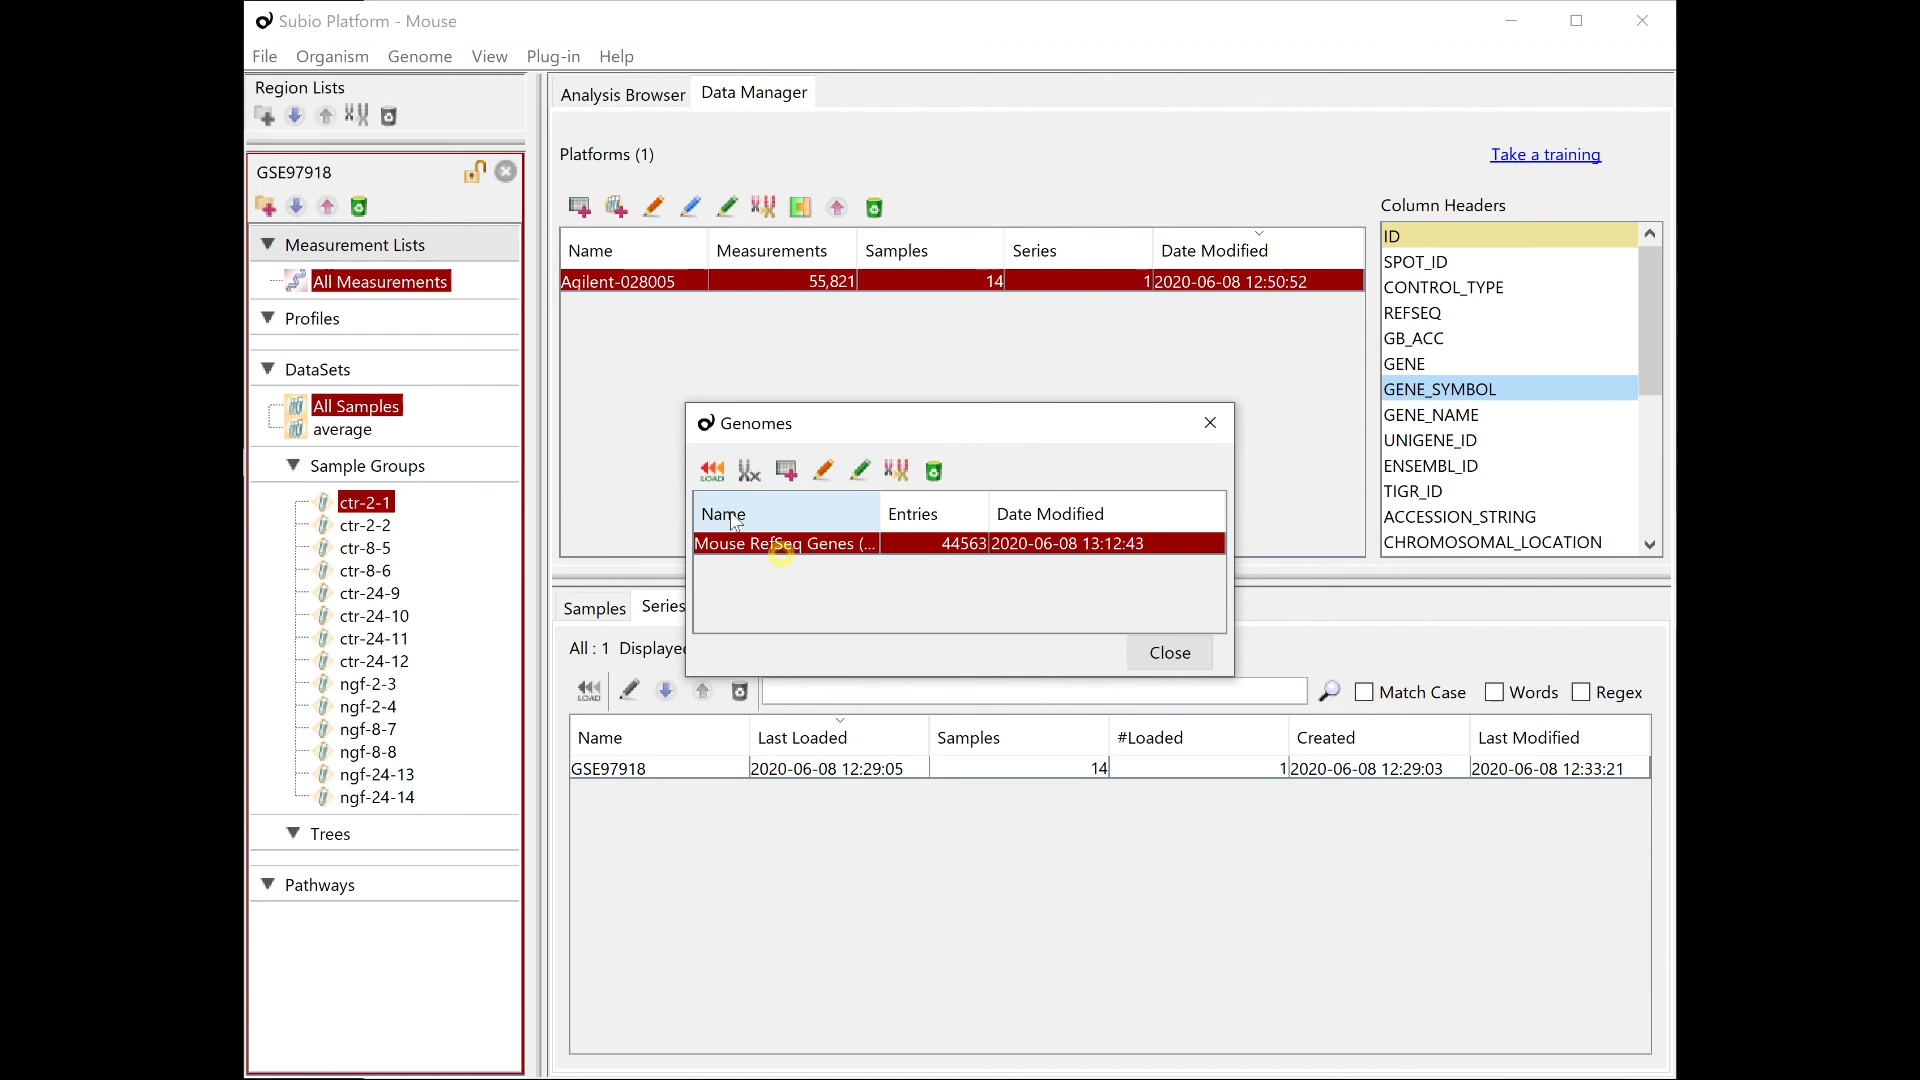 Subio Platform - Mouse
File Organism Genome View Plug-in Help
Region Lists
GSE97918
Measurement Lists
All Measurements
Profiles
DataSets
All Samples
average
Sample Groups
ctr-2-1
ctr-2-2
ctr-8-5
ctr-8-6
ctr-24-9
ctr-24-10
ctr-24-11
ctr-24-12
ngf-2-3
ngf-2-4
ngf-8-7
ngf-8-8
ngf-24-13
ngf-24-14
Trees
Pathways
Analysis Browser Data Manager
Platforms (1) Take a training
Name Measurements Samples Series Date Modified
Agilent-028005 55,821 14 1 2020-06-08 12:50:52
Column Headers
ID
SPOT_ID
CONTROL_TYPE
REFSEQ
GB_ACC
GENE
GENE_SYMBOL
GENE_NAME
UNIGENE_ID
ENSEMBL_ID
TIGR_ID
ACCESSION_STRING
CHROMOSOMAL_LOCATION
Genomes
LOAD
Name Entries Date Modified
Mouse RefSeq Genes (... 44563 2020-06-08 13:12:43
Close
Samples Series
All : 1 Displaye
LOAD Match Case Words Regex
Name Last Loaded Samples #Loaded Created Last Modified
GSE97918 2020-06-08 12:29:05 14 1 2020-06-08 12:29:03 2020-06-08 12:33:21